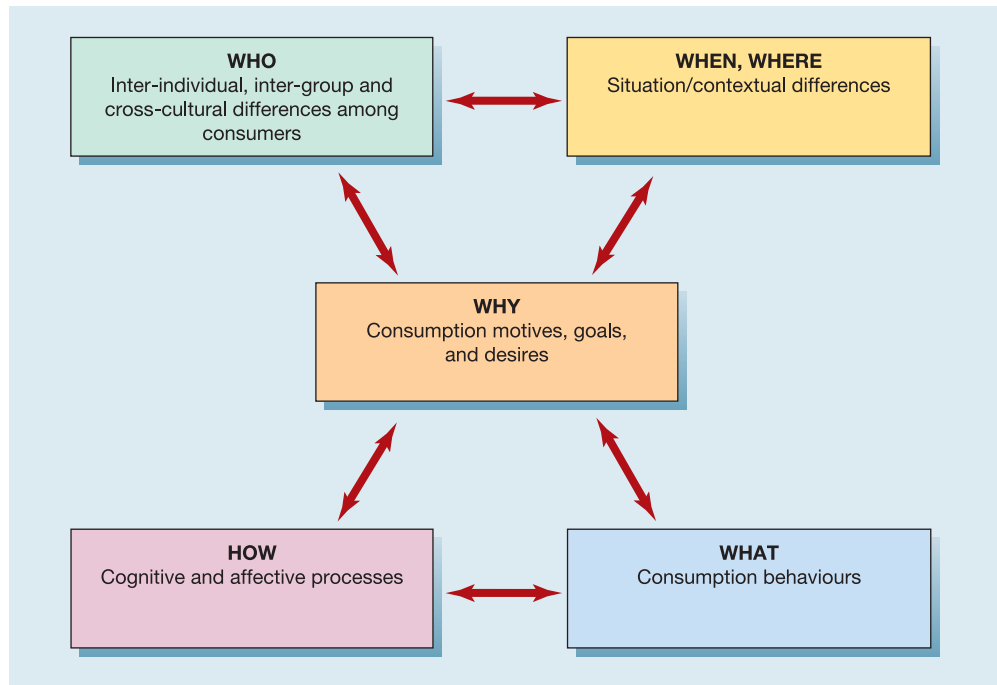 WHO
Inter-individual, inter-group and
cross-cultural differences among
consumers
WHEN, WHERE
Situation/contextual differences
WHY
Consumption motives, goals,
and desires
HOW
Cognitive and affective processes
WHAT
Consumption behaviours